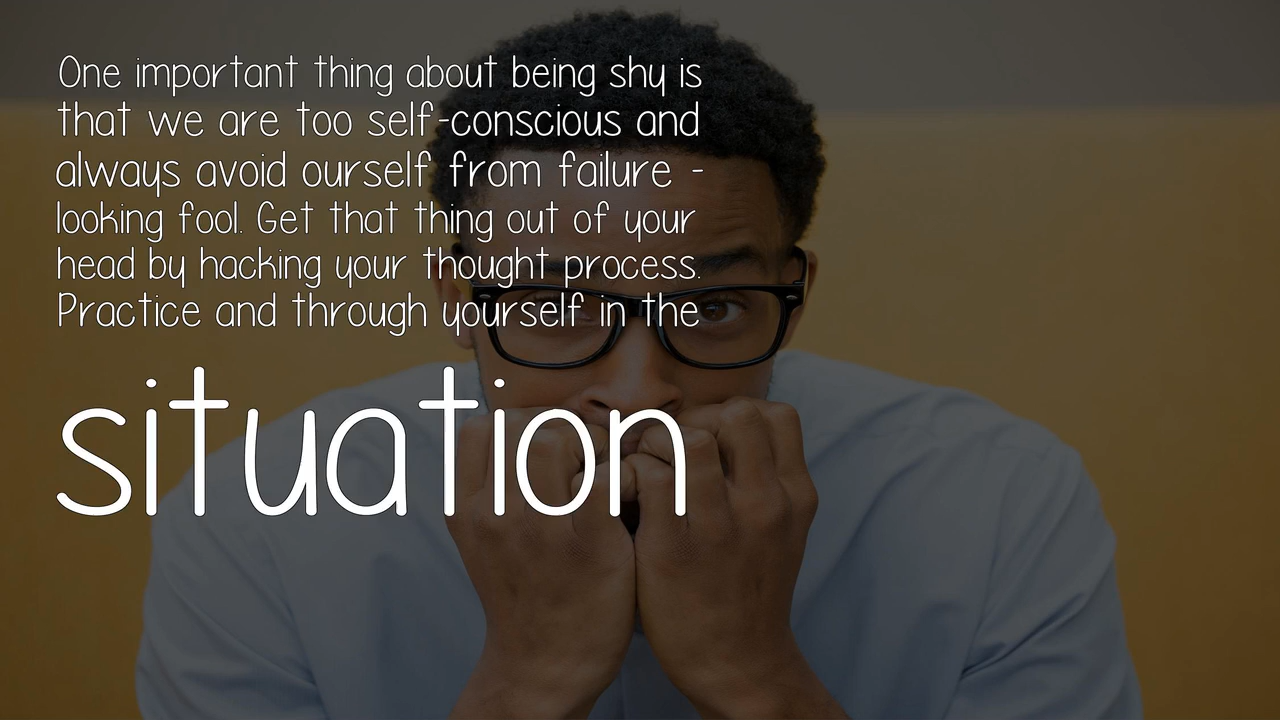 One important thing about being shy is
that we are too self-conscious and
always avoid ourself from failure -
looking fool. Get that thing out of your
head by hacking your thought process.
Practice and through yourself in the
situation